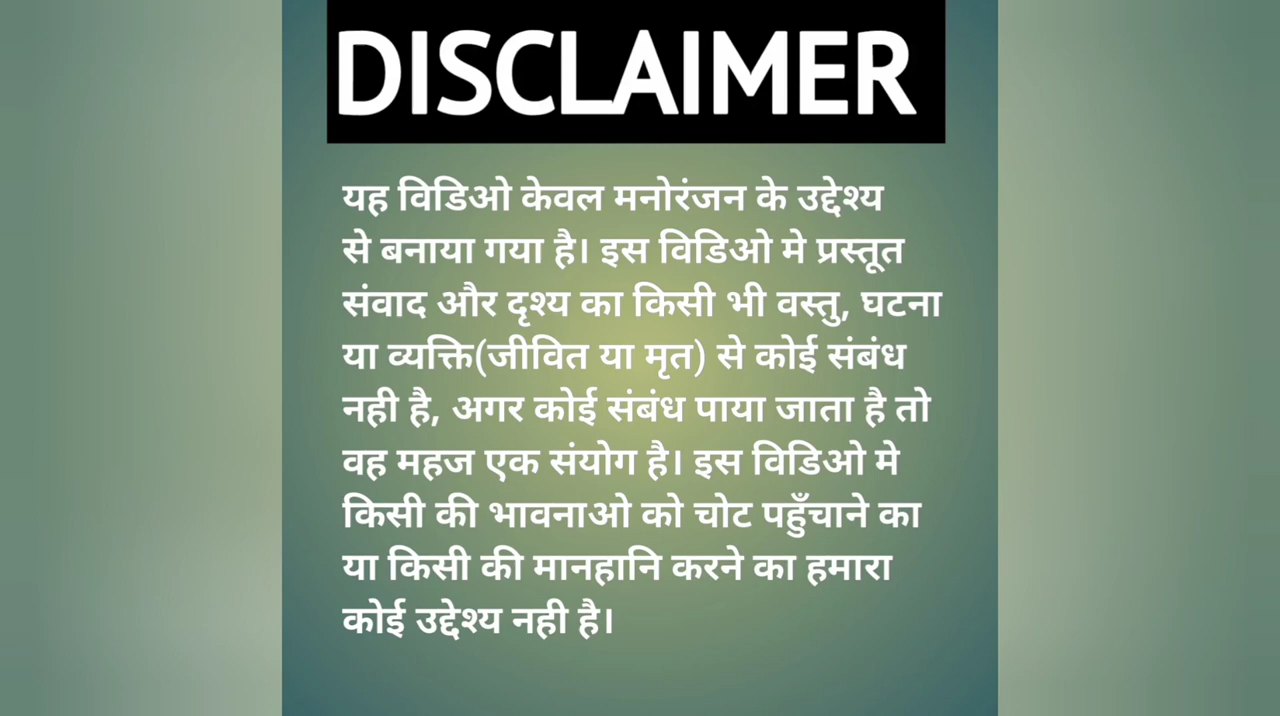 DISCLAIMER
यह विडिओ केवल मनोरंजन के उद्देश्य
से बनाया गया है। इस विडिओ मे प्रस्तूत
संवाद और दृश्य का किसी भी वस्तु, घटना
या व्यक्ति(जीवित या मृत) से कोई संबंध
नही है, अगर कोई संबंध पाया जाता है तो
वह महज एक संयोग है। इस विडिओ मे
किसी की भावनाओ को चोट पहुँचाने का
या किसी की मानहानि करने का हमारा
कोई उद्देश्य नही है।